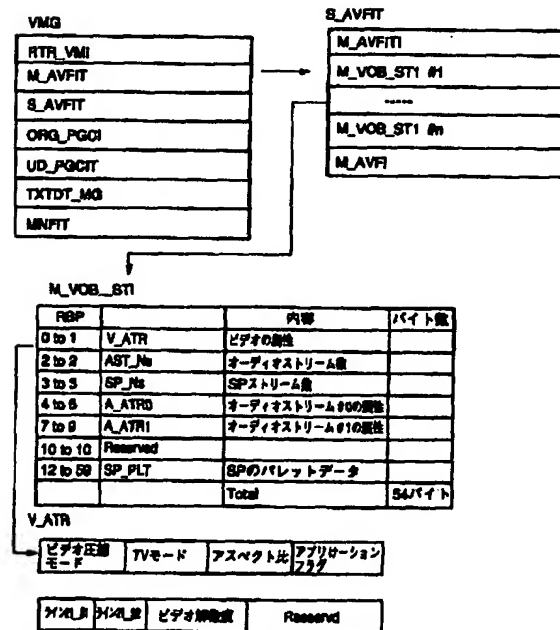 VMG
RTR_VMI
M_AVFIT
S_AVFIT
ORG_PGCI
UD_PGCIT
TXTDT_MG
MNFIT
S_AVFIT
M_AVFITI
M_VOB_ST1 #1
-----
M_VOB_ST1 #n
M_AVFI
M_VOB_STI
RBP 内容 バイト数
0 to 1 V_ATR ビデオの属性
2 to 2 AST_Ns オーディオストリーム数
3 to 3 SP_Ns SPストリーム数
4 to 6 A_ATR0 オーディオストリーム#0の属性
7 to 9 A_ATR1 オーディオストリーム#1の属性
10 to 10 Reserved
12 to 59 SP_PLT SPのパレットデータ
Total 54バイト
V_ATR
ビデオ圧縮モード TVモード アスペクト比 アプリケーションフラグ
ビデオ解像度 Reservd